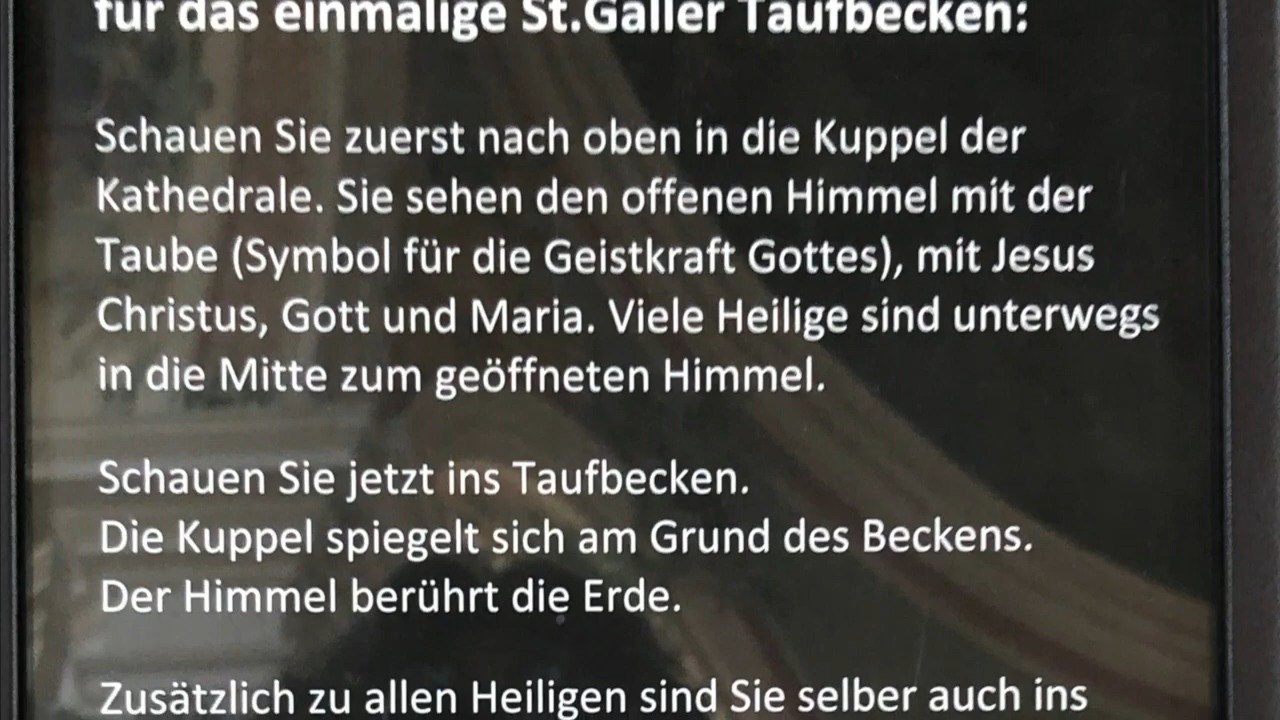 für das einmalige St.Galler Taufbecken:
Schauen Sie zuerst nach oben in die Kuppel der
Kathedrale. Sie sehen den offenen Himmel mit der
Taube (Symbol für die Geistkraft Gottes), mit Jesus
Christus, Gott und Maria. Viele Heilige sind unterwegs
in die Mitte zum geöffneten Himmel.
Schauen Sie jetzt ins Taufbecken.
Die Kuppel spiegelt sich am Grund des Beckens.
Der Himmel berührt die Erde.
Zusätzlich zu allen Heiligen sind Sie selber auch ins